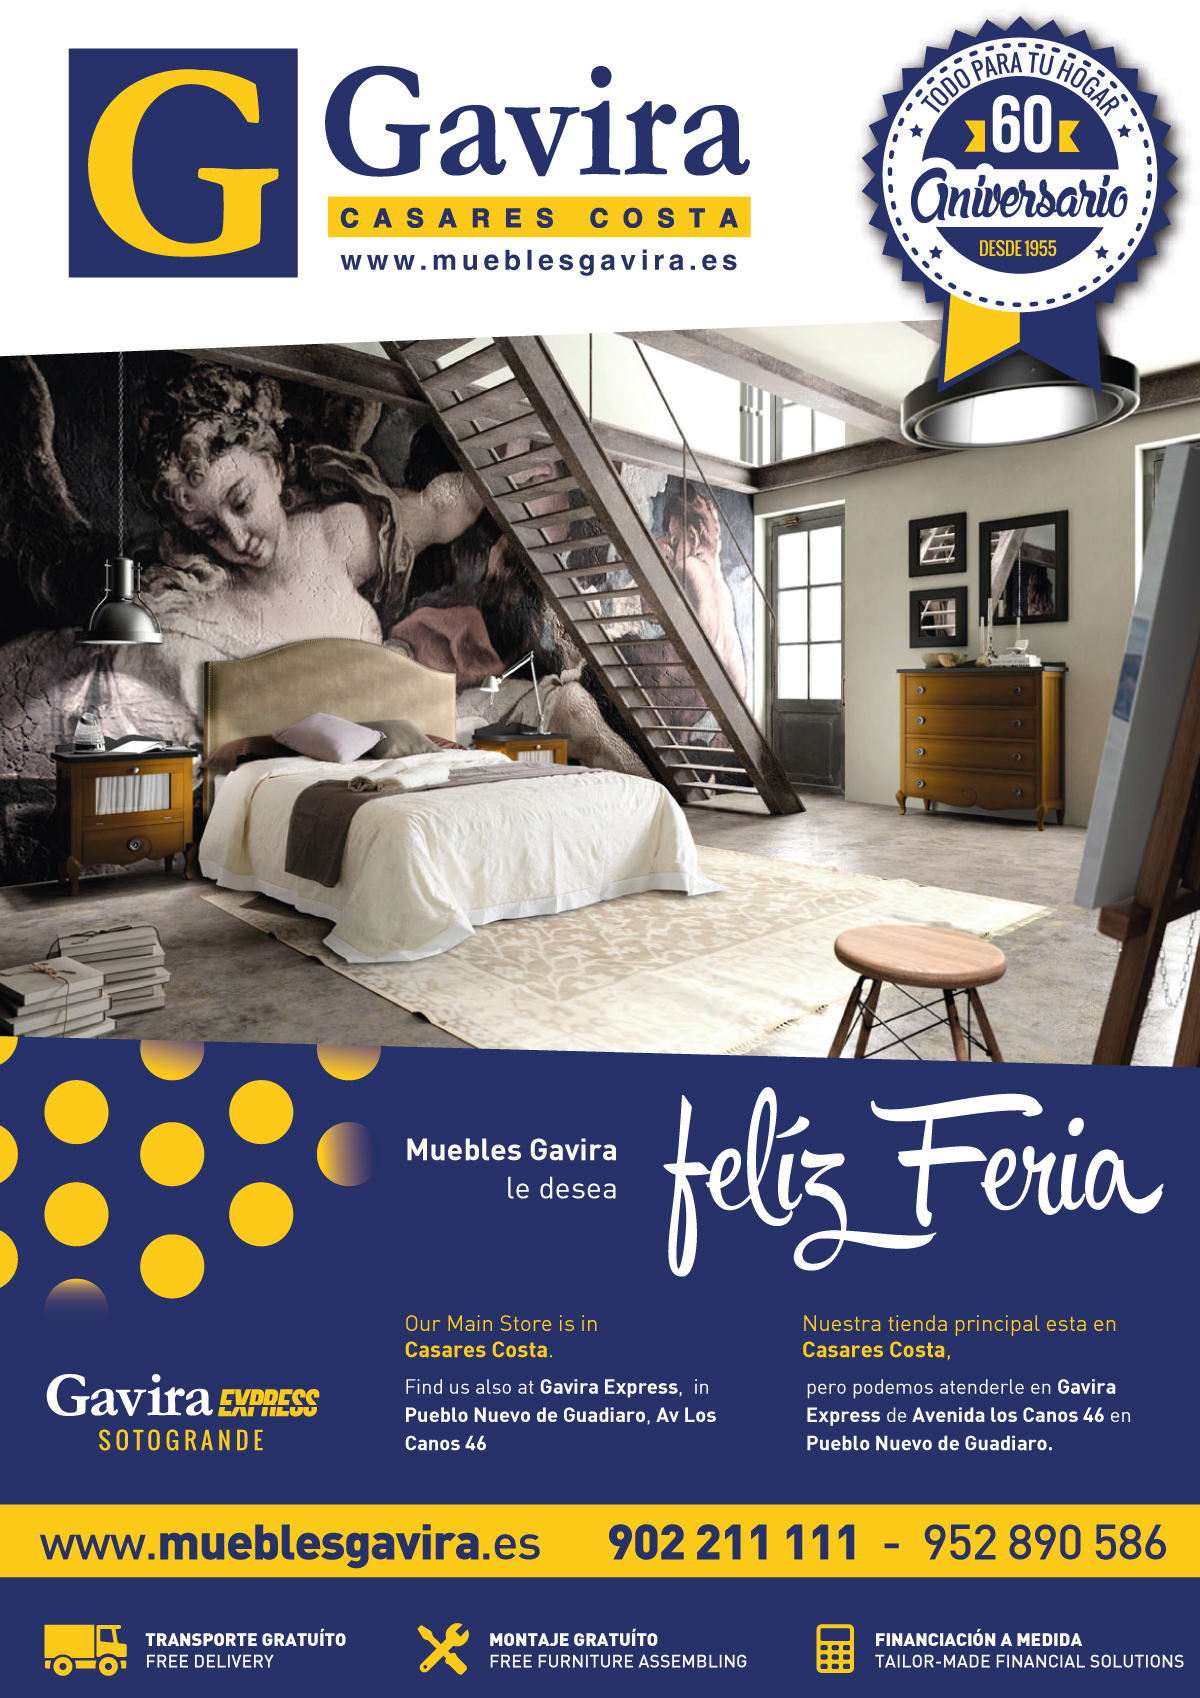 G
Gavira
CASARES COSTA
www.mueblesgavira.es
TODO PARA TU HOGAR
60
Aniversario
DESDE 1955
Muebles Gavira
le desea
felíz Feria
Our Main Store is in
Casares Costa.
Find us also at Gavira Express, in
Pueblo Nuevo de Guadiaro, Av Los
Canos 46
Nuestra tienda principal esta en
Casares Costa,
pero podemos atenderle en Gavira
Express de Avenida los Canos 46 en
Pueblo Nuevo de Guadiaro.
Gavira EXPRESS
SOTOGRANDE
www.mueblesgavira.es 902 211 111 - 952 890 586
TRANSPORTE GRATUÍTO
FREE DELIVERY
MONTAJE GRATUÍTO
FREE FURNITURE ASSEMBLING
FINANCIACIÓN A MEDIDA
TAILOR-MADE FINANCIAL SOLUTIONS